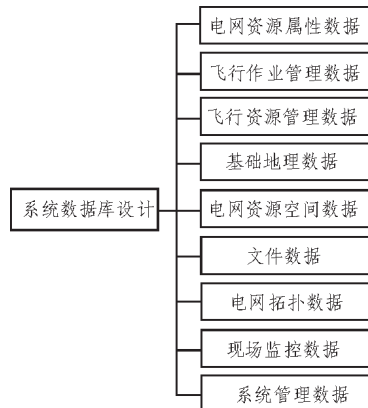 电网资源属性数据
飞行作业管理数据
飞行资源管理数据
基础地理数据
系统数据库设计
电网资源空间数据
文件数据
电网拓扑数据
现场监控数据
系统管理数据